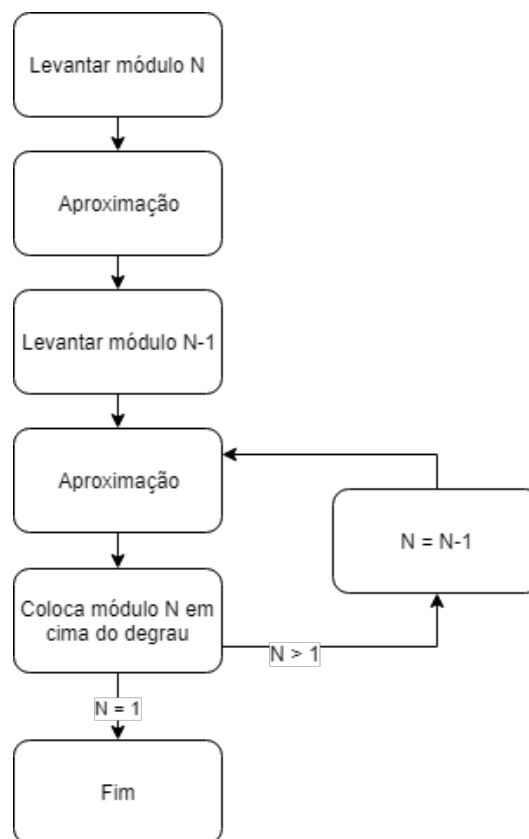 Levantar módulo N
Aproximação
Levantar módulo N-1
Aproximação
N = N-1
Coloca módulo N em
cima do degrau
N > 1
N = 1
Fim